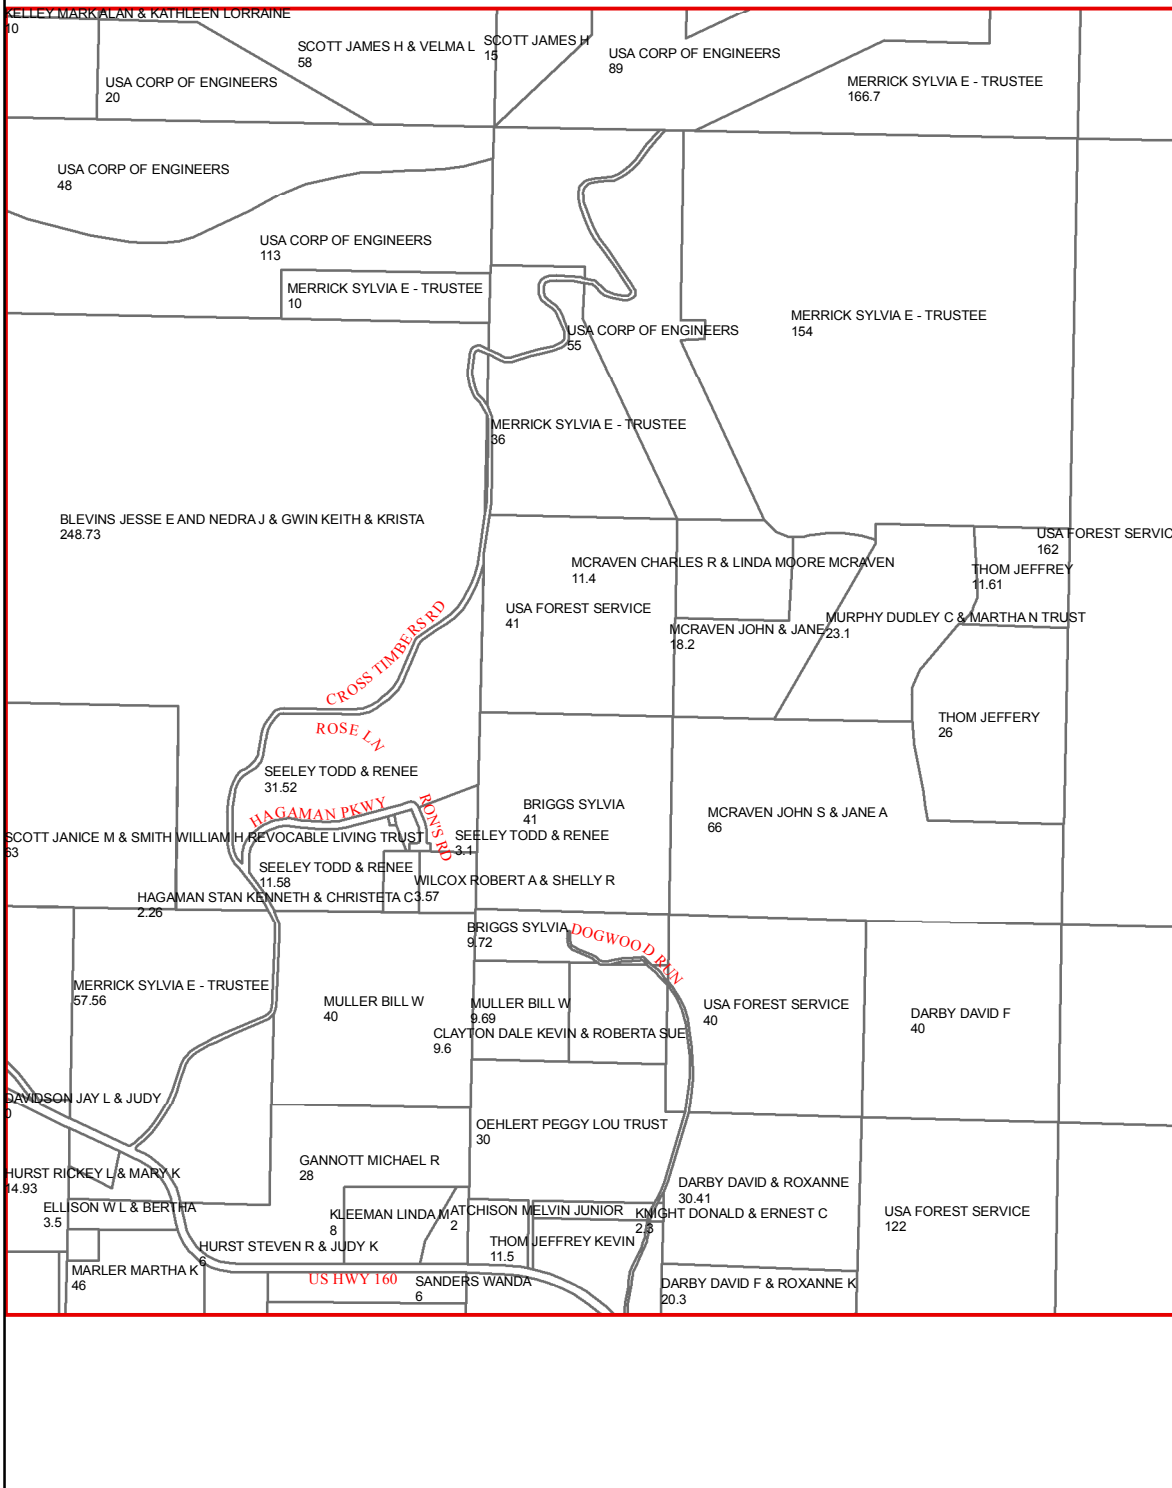 KELLEY MARK ALAN & KATHLEEN LORRAINE
10
SCOTT JAMES H & VELMA L
58
SCOTT JAMES H
15
USA CORP OF ENGINEERS
89
USA CORP OF ENGINEERS
20
MERRICK SYLVIA E - TRUSTEE
166.7
USA CORP OF ENGINEERS
48
USA CORP OF ENGINEERS
113
MERRICK SYLVIA E - TRUSTEE
10
MERRICK SYLVIA E - TRUSTEE
154
USA CORP OF ENGINEERS
55
MERRICK SYLVIA E - TRUSTEE
36
BLEVINS JESSE E AND NEDRA J & GWIN KEITH & KRISTA
248.73
USA FOREST SERVIC
162
MCRAVEN CHARLES R & LINDA MOORE MCRAVEN
11.4
THOM JEFFREY
11.61
USA FOREST SERVICE
41
MURPHY DUDLEY C & MARTHA N TRUST
23.1
MCRAVEN JOHN & JANE
18.2
CROSS TIMBERS RD
ROSE LN
THOM JEFFERY
26
SEELEY TODD & RENEE
31.52
HAGAMAN PKWY
RON'S RD
BRIGGS SYLVIA
41
MCRAVEN JOHN S & JANE A
66
SCOTT JANICE M & SMITH WILLIAM H REVOCABLE LIVING TRUST
63
SEELEY TODD & RENEE
3.1
SEELEY TODD & RENEE
11.58
WILCOX ROBERT A & SHELLY R
3.57
HAGAMAN STAN KENNETH & CHRISTETA C
2.26
BRIGGS SYLVIA
9.72
DOGWOOD RUN
MERRICK SYLVIA E - TRUSTEE
57.56
MULLER BILL W
40
MULLER BILL W
9.69
USA FOREST SERVICE
40
DARBY DAVID F
40
CLAYTON DALE KEVIN & ROBERTA SUE
9.6
DAVIDSON JAY L & JUDY
0
OEHLERT PEGGY LOU TRUST
30
GANNOTT MICHAEL R
28
HURST RICKEY L & MARY K
14.93
DARBY DAVID & ROXANNE
30.41
ELLISON W L & BERTHA
3.5
KLEEMAN LINDA M
8
ATCHISON MELVIN JUNIOR
2
KNIGHT DONALD & ERNEST C
2.3
USA FOREST SERVICE
122
HURST STEVEN R & JUDY K
6
THOM JEFFREY KEVIN
11.5
MARLER MARTHA K
46
US HWY 160
SANDERS WANDA
6
DARBY DAVID F & ROXANNE K
20.3